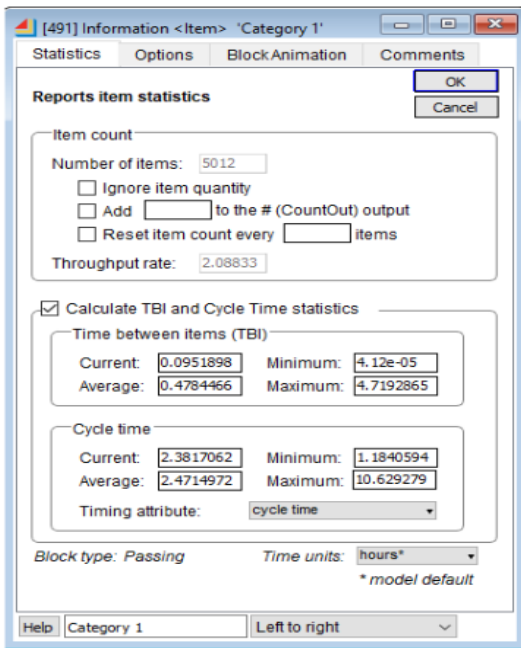 [491] Information <Item> 'Category 1'
Statistics Options Block Animation Comments
OK
Reports item statistics
Cancel
Item count
Number of items: 5012
Ignore item quantity
Add to the # (CountOut) output
Reset item count every items
Throughput rate: 2.08833
Calculate TBI and Cycle Time statistics
Time between items (TBI)
Current: 0.0951898 Minimum: 4.12e-05
Average: 0.4784466 Maximum: 4.7192865
Cycle time
Current: 2.3817062 Minimum: 1.1840594
Average: 2.4714972 Maximum: 10.629279
Timing attribute: cycle time
Block type: Passing Time units: hours*
* model default
Help Category 1 Left to right